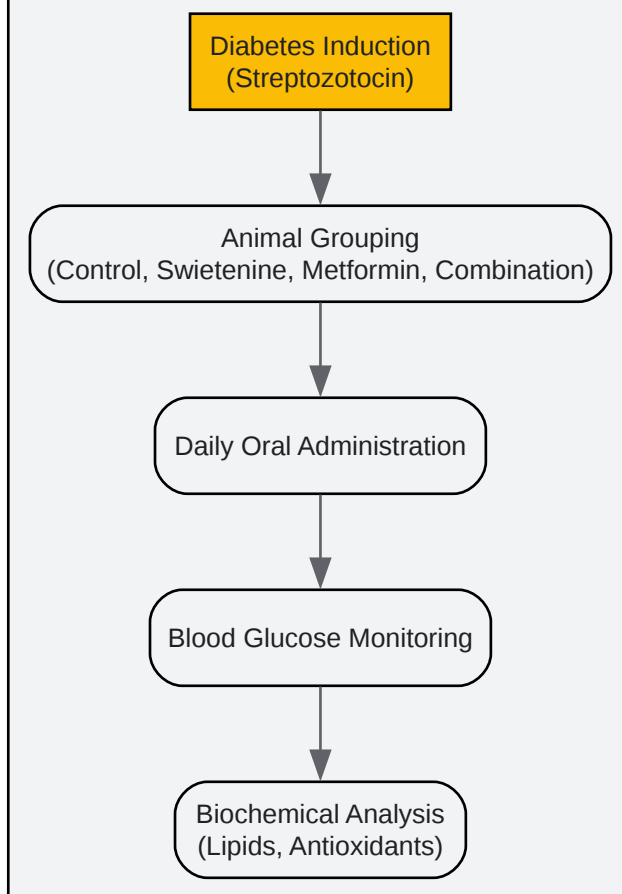 Diabetes Induction
(Streptozotocin)
Animal Grouping
(Control, Swietenine, Metformin, Combination)
Daily Oral Administration
Blood Glucose Monitoring
Biochemical Analysis
(Lipids, Antioxidants)